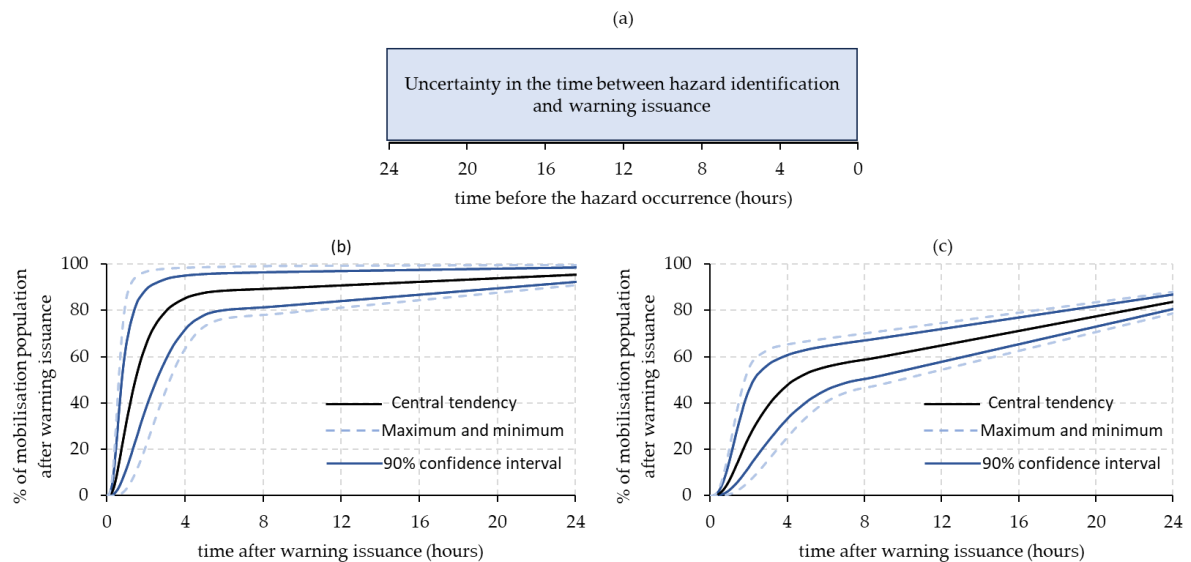 (a)
Uncertainty in the time between hazard identification
and warning issuance
24 20 16 12 8 4 0
time before the hazard occurrence (hours)
(b)
% of mobilisation population
after warning issuance
100
80
60
40
20
0
Central tendency
Maximum and minimum
90% confidence interval
0 4 8 12 16 20 24
time after warning issuance (hours)
(c)
% of mobilisation population
after warning issuance
100
80
60
40
20
0
Central tendency
Maximum and minimum
90% confidence interval
0 4 8 12 16 20 24
time after warning issuance (hours)